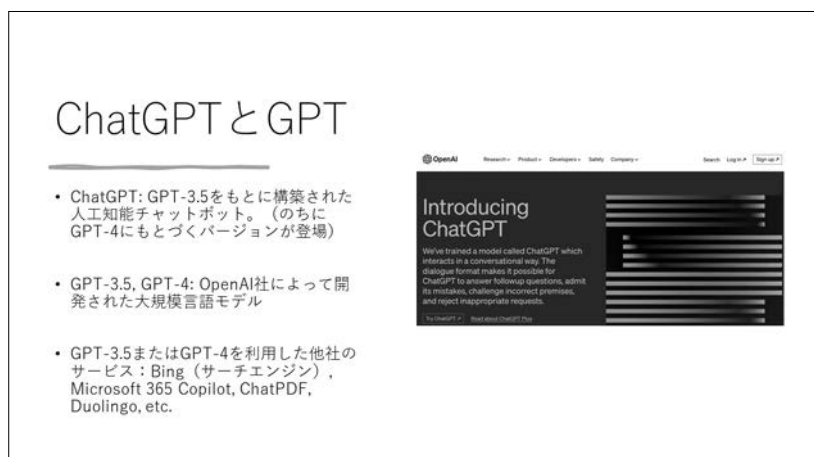 ChatGPTとGPT
• ChatGPT: GPT-3.5をもとに構築された
人工知能チャットボット。（のちに
GPT-4にもとづくバージョンが登場）
• GPT-3.5, GPT-4: OpenAI社によって開
発された大規模言語モデル
• GPT-3.5またはGPT-4を利用した他社の
サービス：Bing（サーチエンジン）,
Microsoft 365 Copilot, ChatPDF,
Duolingo, etc.
OpenAI Research Product Developers Safety Company Search Log in Sign up
Introducing
ChatGPT
We've trained a model called ChatGPT which
interacts in a conversational way. The
dialogue format makes it possible for
ChatGPT to answer followup questions, admit
its mistakes, challenge incorrect premises,
and reject inappropriate requests.
Try ChatGPT Read about ChatGPT Plus